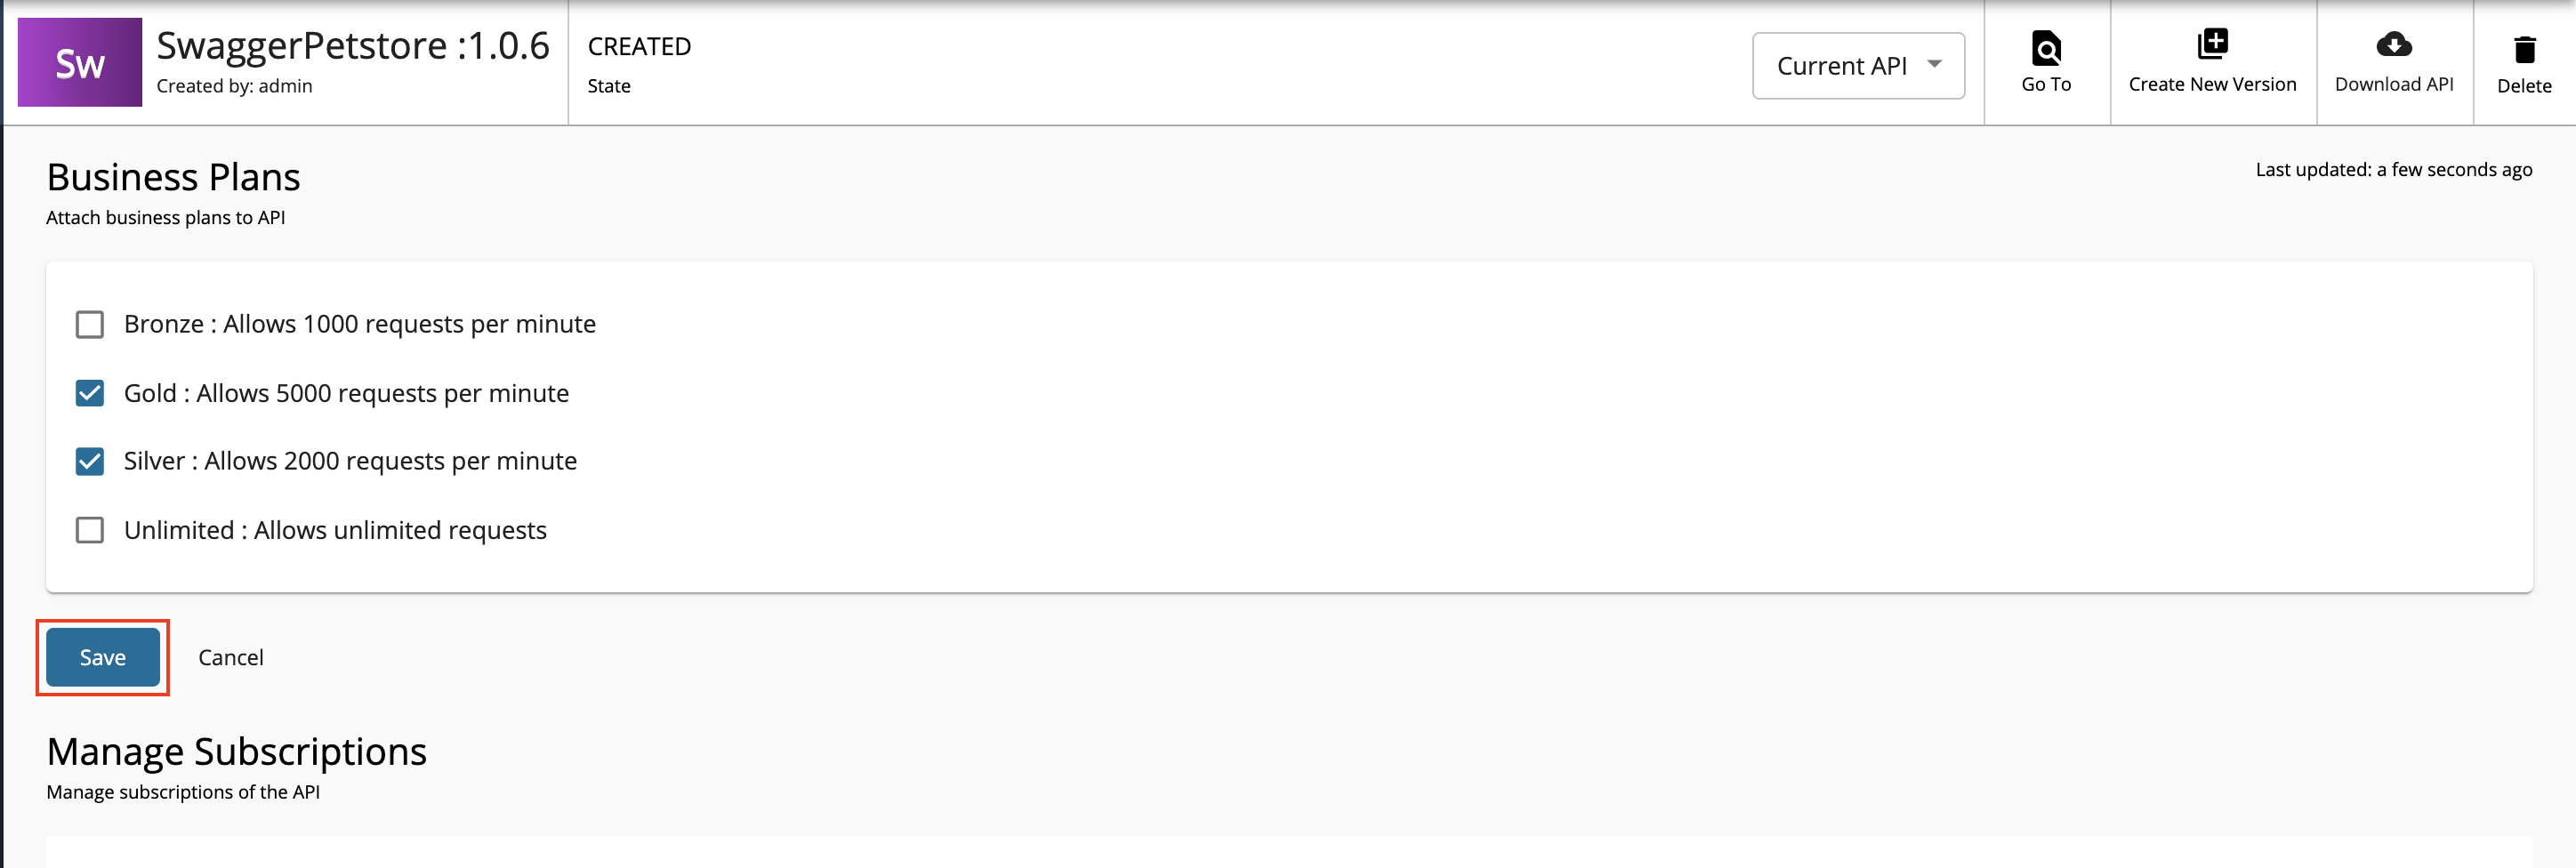 Sw
SwaggerPetstore :1.0.6
Created by: admin
CREATED
State
Current API
Go To
Create New Version
Download API
Delete
Business Plans
Last updated: a few seconds ago
Attach business plans to API
Bronze : Allows 1000 requests per minute
Gold : Allows 5000 requests per minute
Silver : Allows 2000 requests per minute
Unlimited : Allows unlimited requests
Save
Cancel
Manage Subscriptions
Manage subscriptions of the API